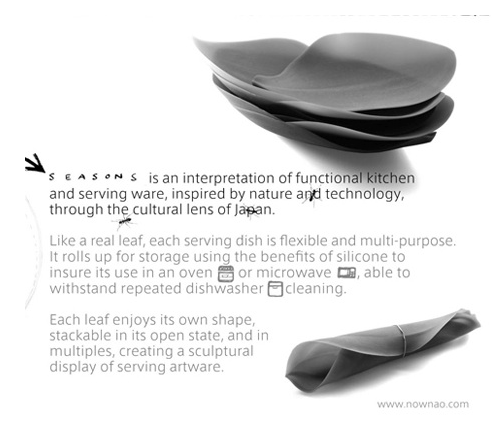 SEASONS is an interpretation of functional kitchen
and serving ware, inspired by nature and technology,
through the cultural lens of Japan.
Like a real leaf, each serving dish is flexible and multi-purpose.
It rolls up for storage using the benefits of silicone to
insure its use in an oven or microwave , able to
withstand repeated dishwasher cleaning.
Each leaf enjoys its own shape,
stackable in its open state, and in
multiples, creating a sculptural
display of serving artware.
www.nownao.com